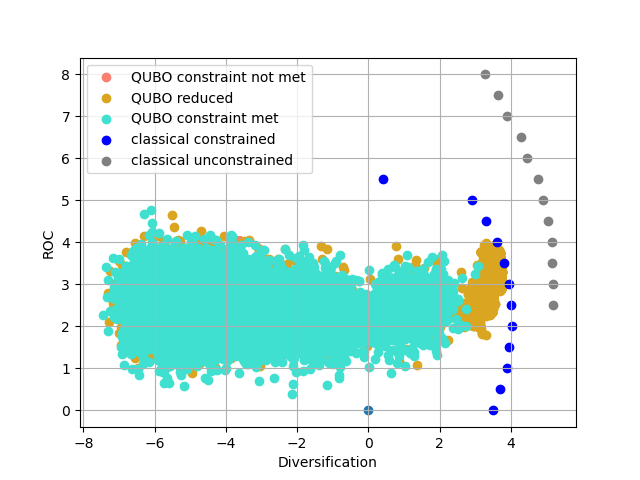 QUBO constraint not met
QUBO reduced
QUBO constraint met
classical constrained
classical unconstrained
8
7
6
5
4
3
2
1
0
ROC
−8
−6
−4
−2
0
2
4
Diversification